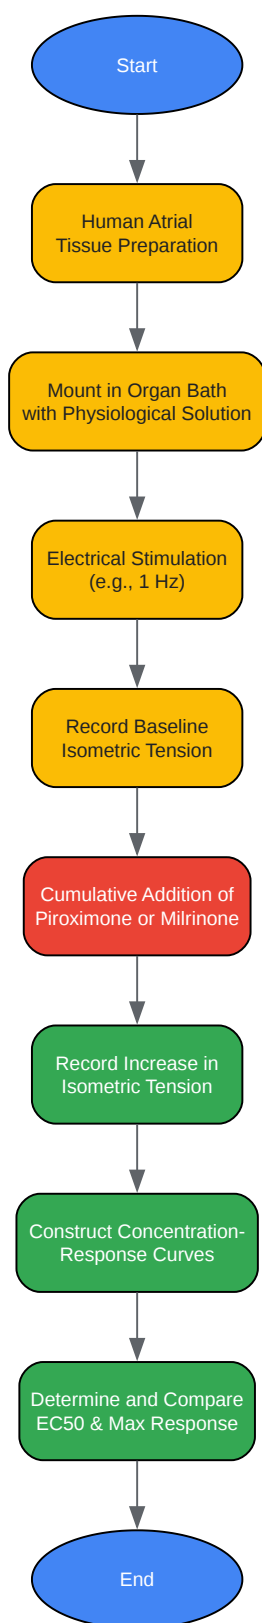 Start
Human Atrial
Tissue Preparation
Mount in Organ Bath
with Physiological Solution
Electrical Stimulation
(e.g., 1 Hz)
Record Baseline
Isometric Tension
Cumulative Addition of
Piroximone or Milrinone
Record Increase in
Isometric Tension
Construct Concentration-
Response Curves
Determine and Compare
EC50 & Max Response
End